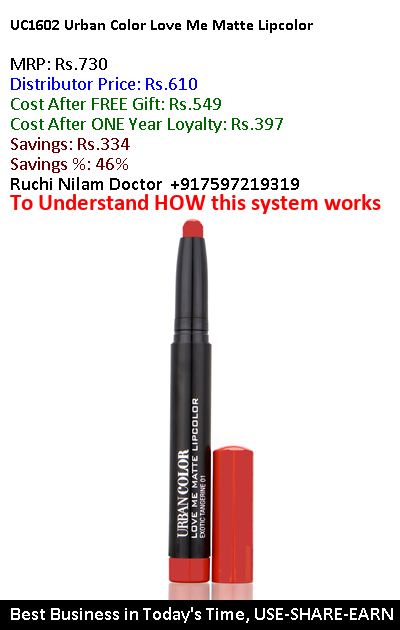 UC1602 Urban Color Love Me Matte Lipcolor
MRP: Rs.730
Distributor Price: Rs.610
Cost After FREE Gift: Rs.549
Cost After ONE Year Loyalty: Rs.397
Savings: Rs.334
Savings %: 46%
Ruchi Nilam Doctor +917597219319
To Understand HOW this system works
URBAN COLOR
LOVE ME MATTE LIPCOLOR
EXOTIC TANGERINE 01
Best Business in Today's Time, USE-SHARE-EARN